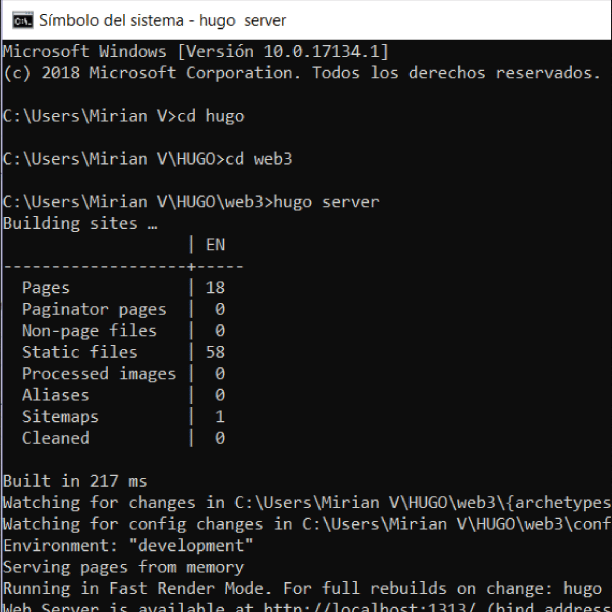 Símbolo del sistema - hugo  server
Microsoft Windows [Versión 10.0.17134.1]
(c) 2018 Microsoft Corporation. Todos los derechos reservados.
C:\Users\Mirian V>cd hugo
C:\Users\Mirian V\HUGO>cd web3
C:\Users\Mirian V\HUGO\web3>hugo server
Building sites …
                   | EN
-------------------+-----
  Pages            | 18
  Paginator pages  |  0
  Non-page files   |  0
  Static files     | 58
  Processed images |  0
  Aliases          |  0
  Sitemaps         |  1
  Cleaned          |  0
Built in 217 ms
Watching for changes in C:\Users\Mirian V\HUGO\web3\{archetypes
Watching for config changes in C:\Users\Mirian V\HUGO\web3\conf
Environment: "development"
Serving pages from memory
Running in Fast Render Mode. For full rebuilds on change: hugo
Web Server is available at http://localhost:1313/ (bind address